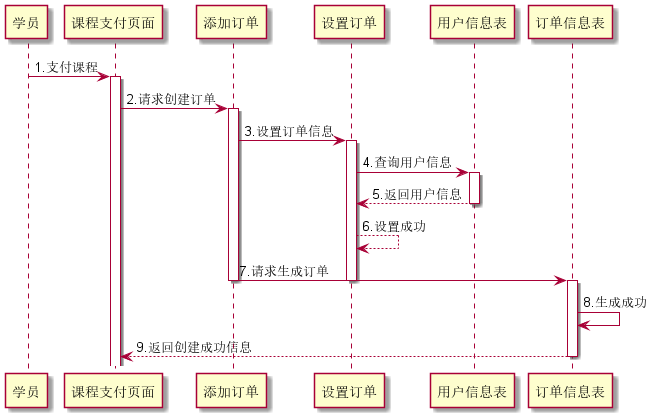 学员
课程支付页面
添加订单
设置订单
用户信息表
订单信息表
1.支付课程
2.请求创建订单
3.设置订单信息
4.查询用户信息
5.返回用户信息
6.设置成功
7.请求生成订单
8.生成成功
9.返回创建成功信息
学员
课程支付页面
添加订单
设置订单
用户信息表
订单信息表